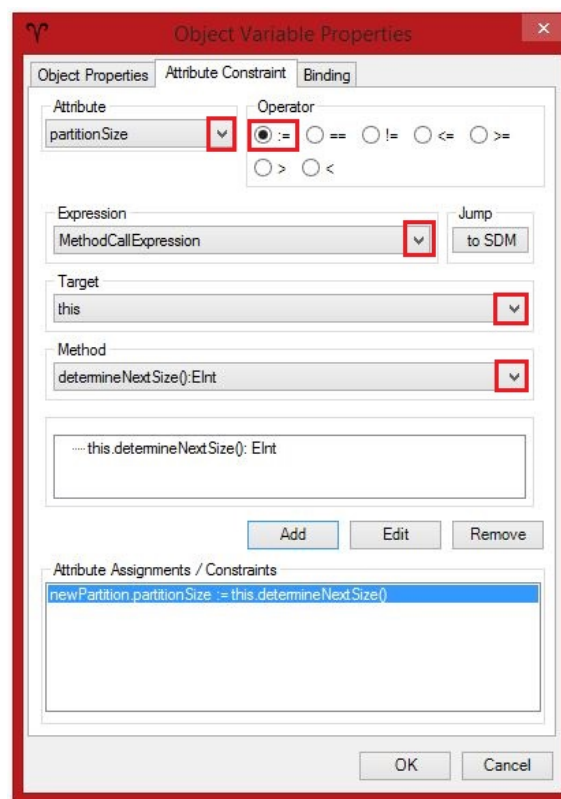 Object Variable Properties
×
Object Properties Attribute Constraint Binding
Attribute
partitionSize
Operator
:= == != <= >=
> <
Expression
MethodCallExpression
Jump
to SDM
Target
this
Method
determineNextSize():EInt
this.determineNextSize(): EInt
Add Edit Remove
Attribute Assignments / Constraints
newPartition.partitionSize := this.determineNextSize()
OK Cancel